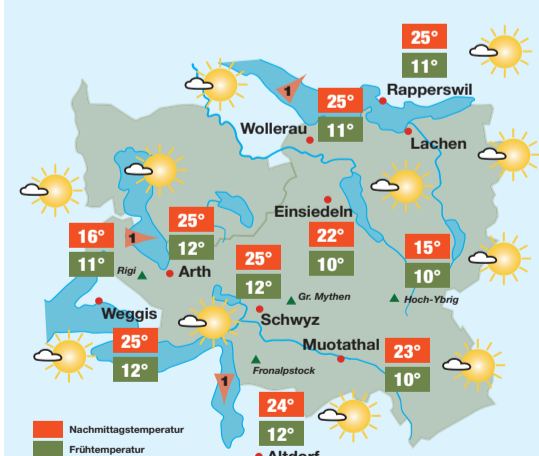 25°
11°
Rapperswil
1
25°
11°
Wollerau
Lachen
Einsiedeln
25°
12°
16°
11°
1
Rigi
Arth
22°
10°
15°
10°
25°
12°
Gr. Mythen
Hoch-Ybrig
Weggis
Schwyz
25°
12°
Muotathal
23°
10°
Fronalpstock
1
24°
12°
Altdorf
Nachmittagstemperatur
Frühtemperatur